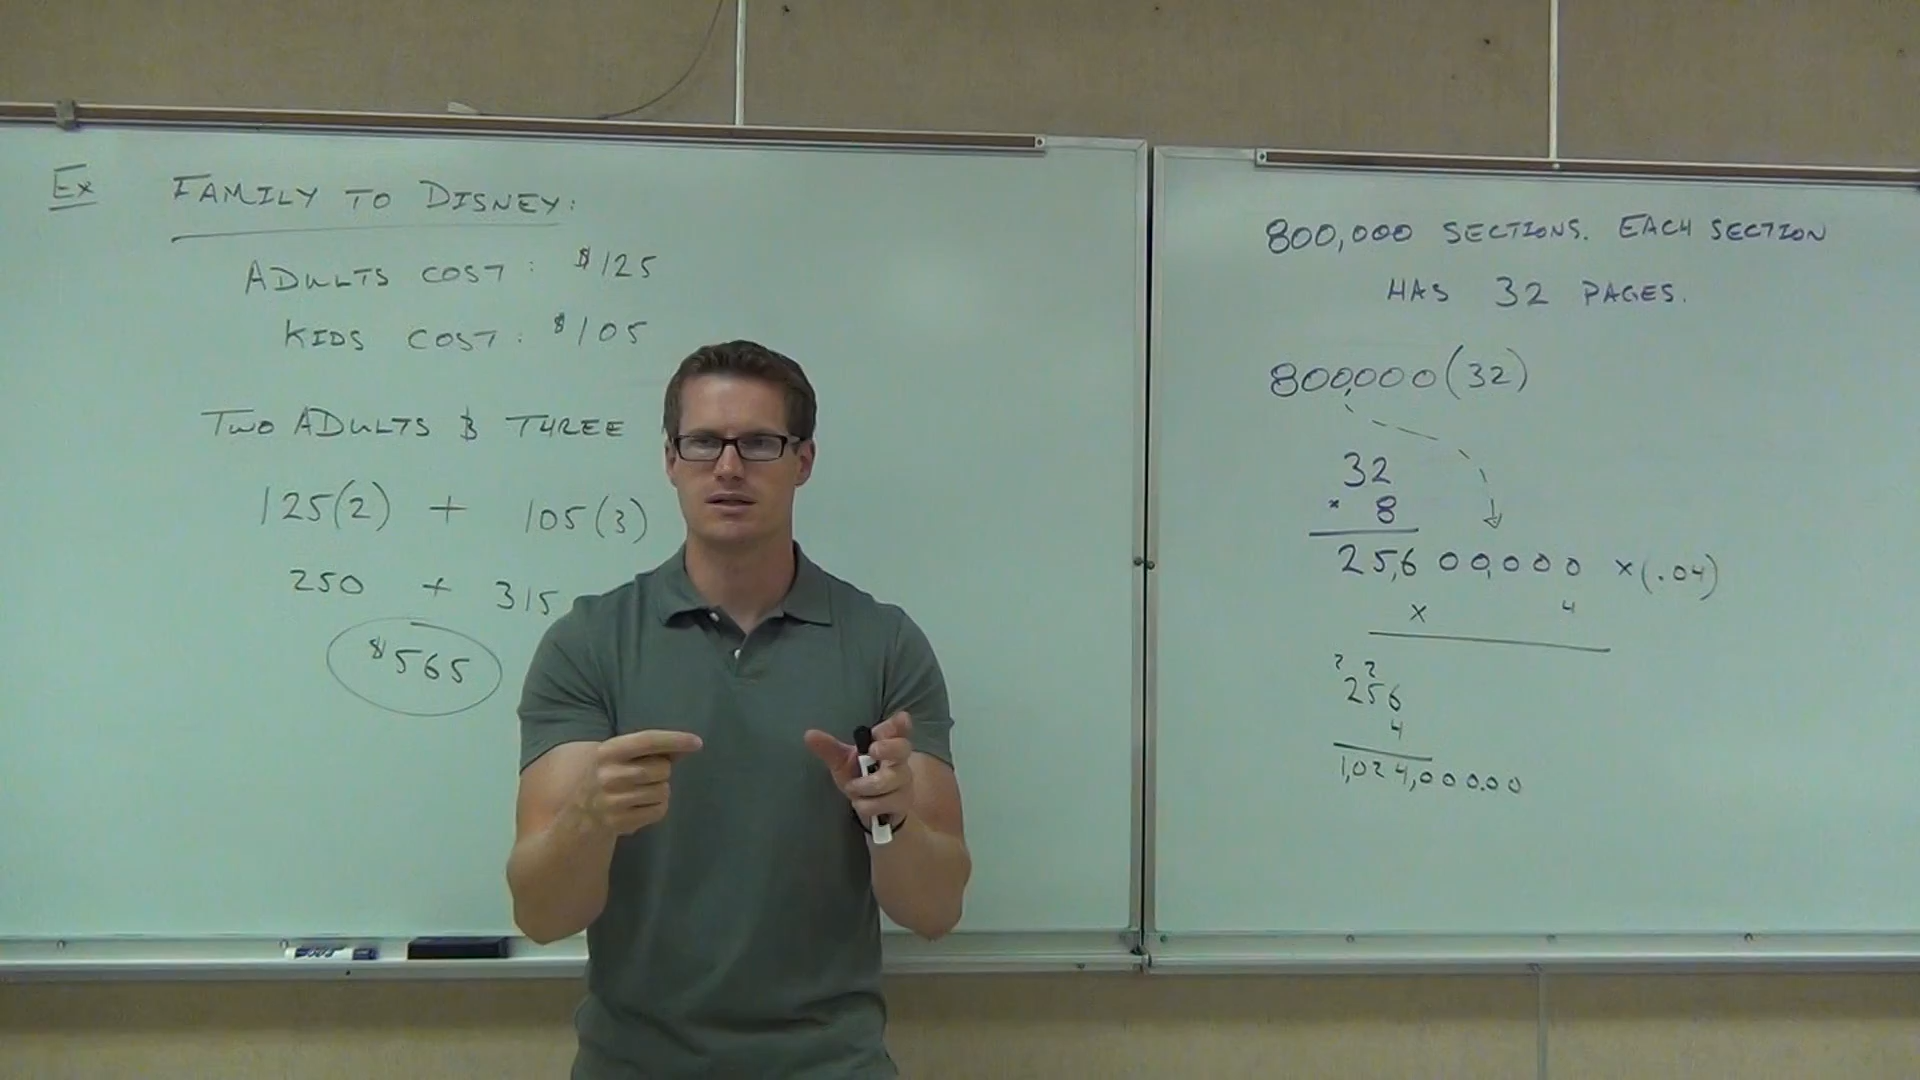 Ex FAMILY TO DISNEY:
ADULTS COST: $125
KIDS COST: $105
TWO ADULTS & THREE
125(2) + 105(3)
250 + 315
$565
800,000 SECTIONS. EACH SECTION
HAS 32 PAGES.
800,000(32)
32
× 8
25,600,000 ×(.04)
× 4
2 2
256
4
1,024,000.00